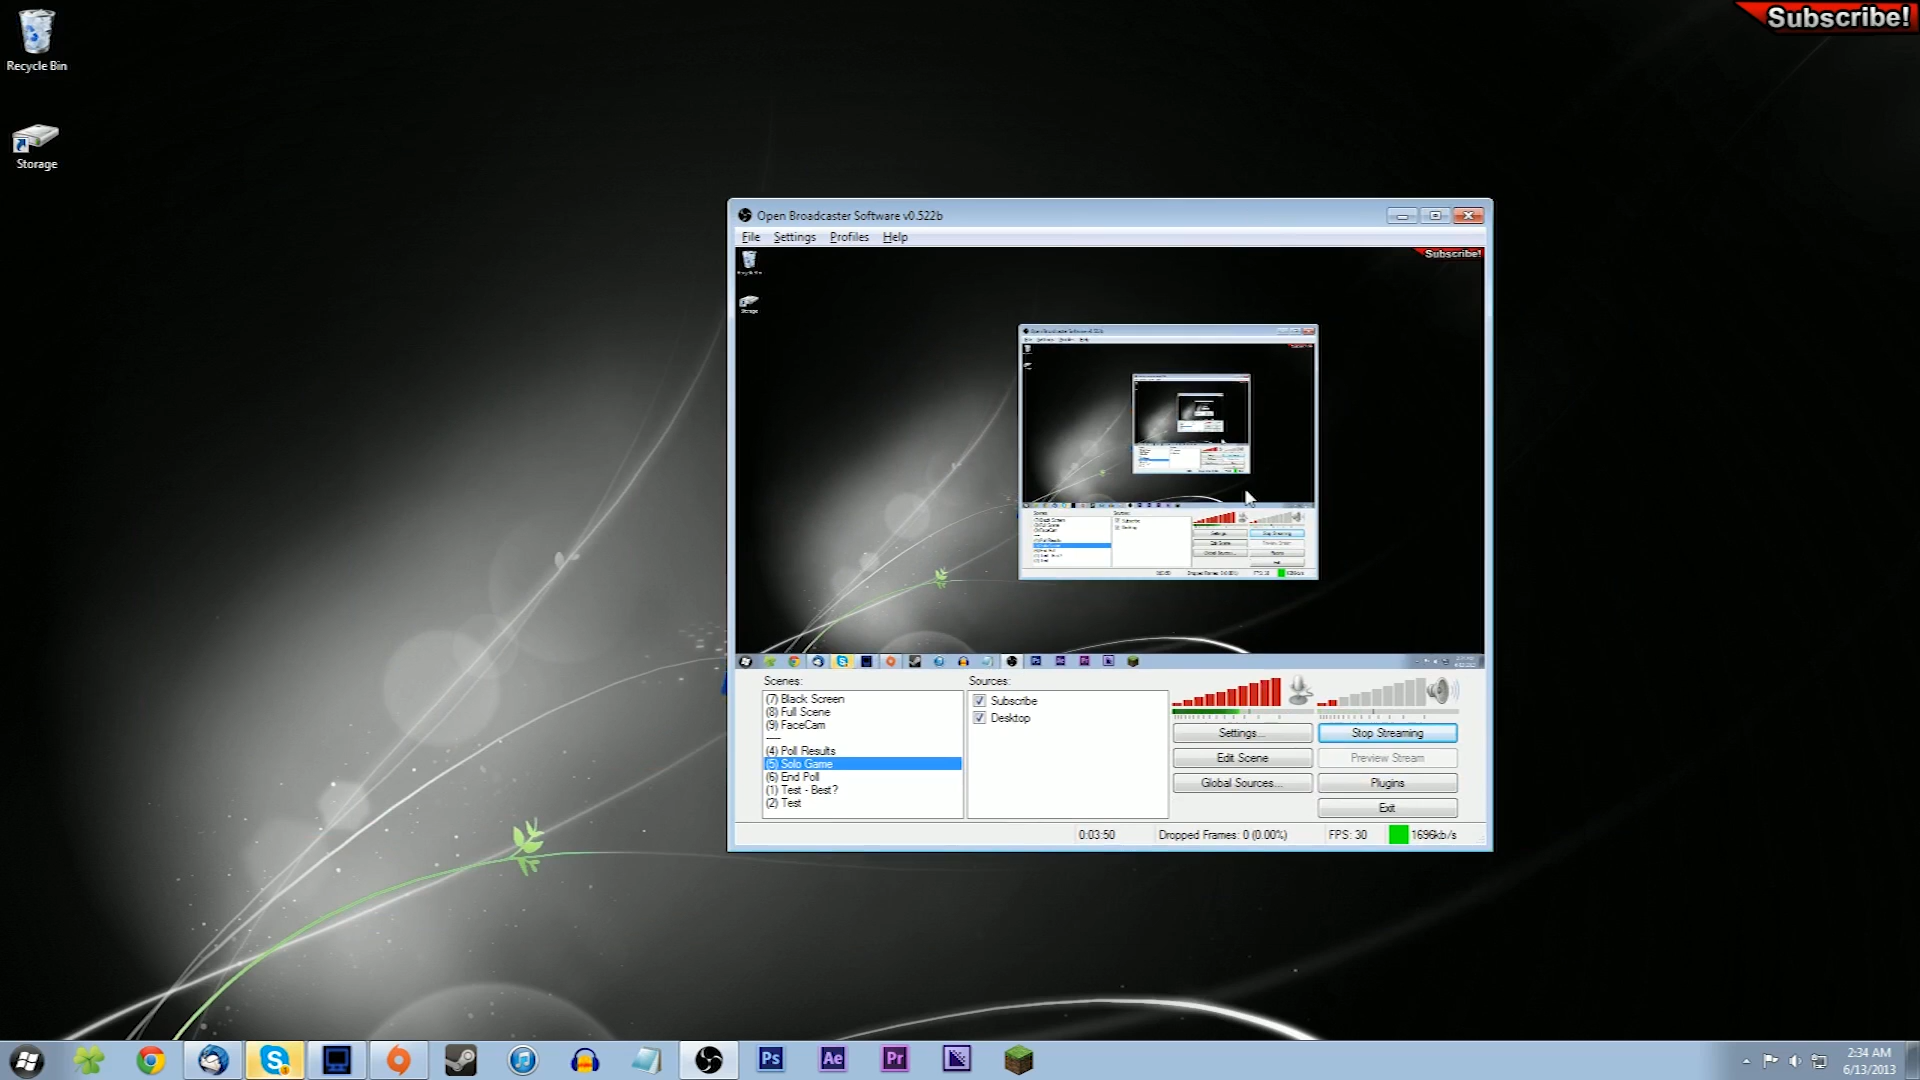 Subscribe!
Recycle Bin
Storage
Open Broadcaster Software v0.522b
File Settings Profiles Help
Subscribe!
Scenes:
Sources:
(7) Black Screen
(8) Full Scene
(9) FaceCam
----
(4) Poll Results
(5) Solo Game
(6) End Poll
(1) Test - Best?
(2) Test
Subscribe
Desktop
Settings...
Stop Streaming
Edit Scene
Preview Stream
Global Sources...
Plugins
Exit
0:03:50
Dropped Frames: 0 (0.00%)
FPS: 30
1696kb/s
Ps
Ae
Pr
2:34 AM
6/13/2013